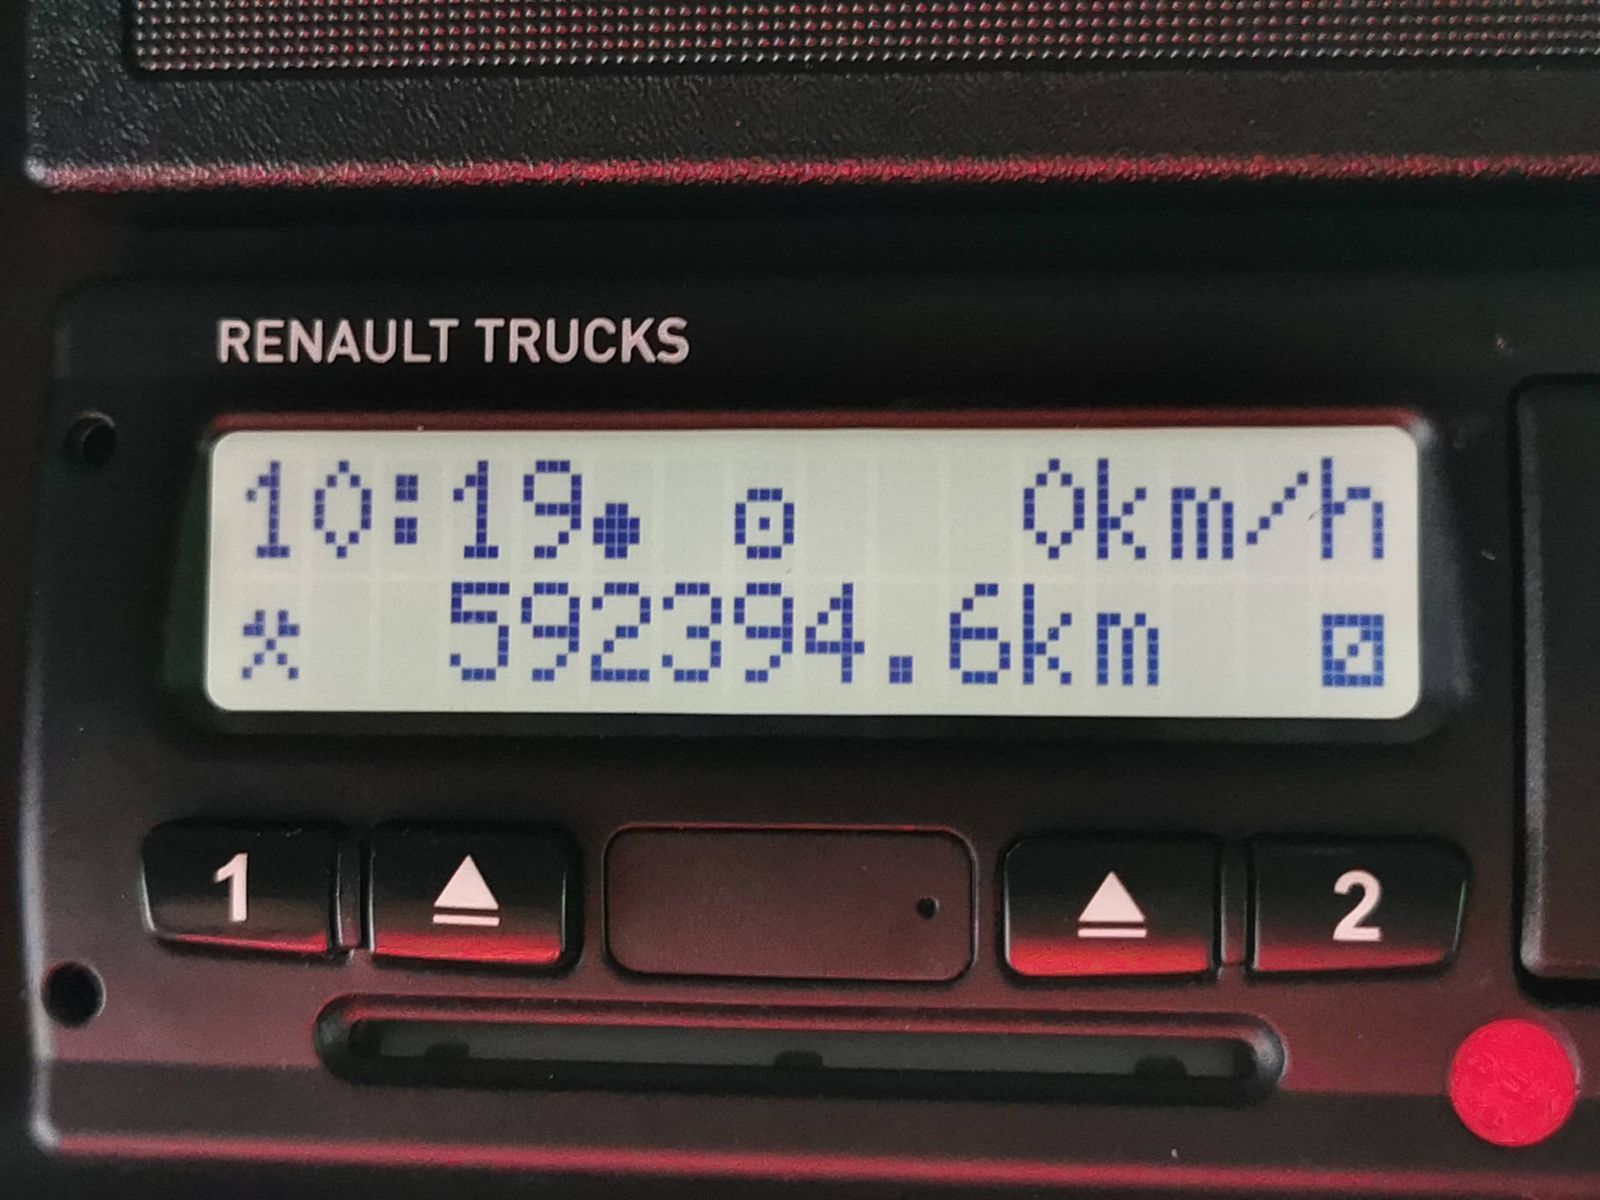 RENAULT TRUCKS
10:19 0km/h
592394.6km
1 2